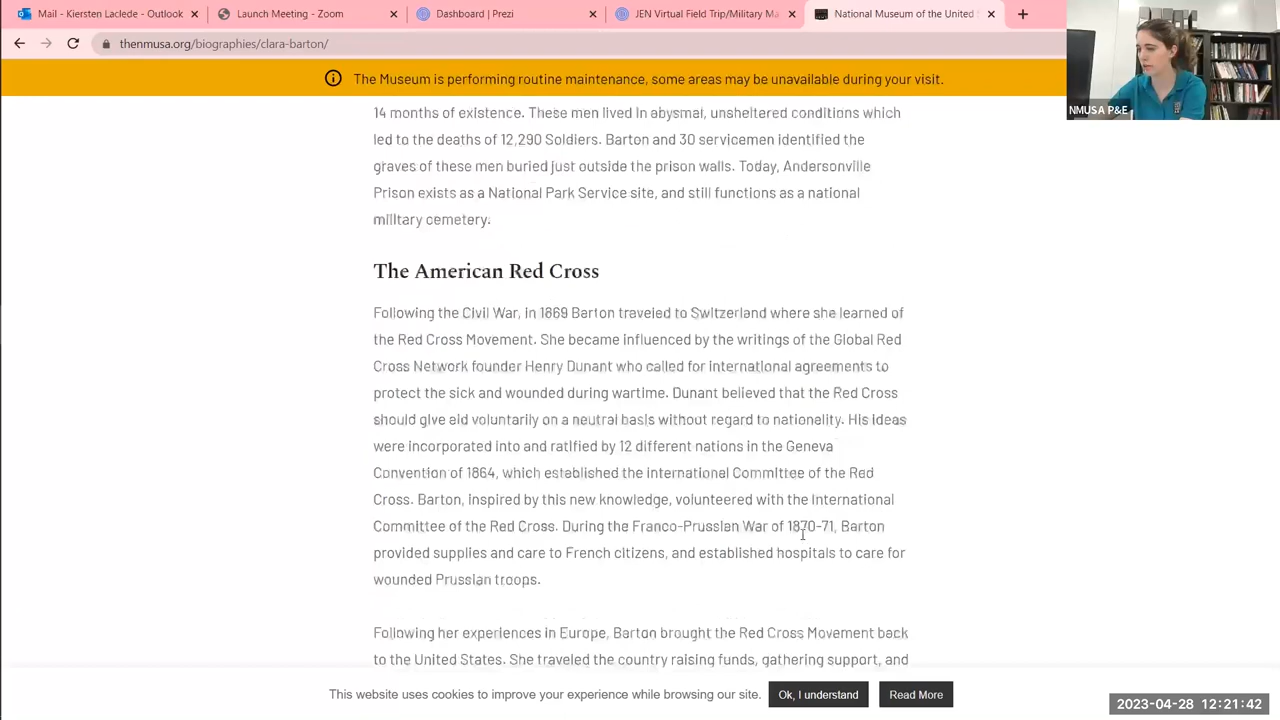 Mail - Kiersten Laclede - Outlook
Launch Meeting - Zoom
Dashboard | Prezi
JEN Virtual Field Trip/Military Ma
National Museum of the United S
thenmusa.org/biographies/clara-barton/
The Museum is performing routine maintenance, some areas may be unavailable during your visit.
NMUSA P&E
14 months of existence. These men lived in abysmal, unsheltered conditions which
led to the deaths of 12,290 Soldiers. Barton and 30 servicemen identified the
graves of these men buried just outside the prison walls. Today, Andersonville
Prison exists as a National Park Service site, and still functions as a national
military cemetery.
The American Red Cross
Following the Civil War, in 1869 Barton traveled to Switzerland where she learned of
the Red Cross Movement. She became influenced by the writings of the Global Red
Cross Network founder Henry Dunant who called for international agreements to
protect the sick and wounded during wartime. Dunant believed that the Red Cross
should give aid voluntarily on a neutral basis without regard to nationality. His ideas
were incorporated into and ratified by 12 different nations in the Geneva
Convention of 1864, which established the International Committee of the Red
Cross. Barton, inspired by this new knowledge, volunteered with the International
Committee of the Red Cross. During the Franco-Prussian War of 1870-71, Barton
provided supplies and care to French citizens, and established hospitals to care for
wounded Prussian troops.
Following her experiences in Europe, Barton brought the Red Cross Movement back
to the United States. She traveled the country raising funds, gathering support, and
This website uses cookies to improve your experience while browsing our site.
Ok, I understand
Read More
2023-04-28 12:21:42